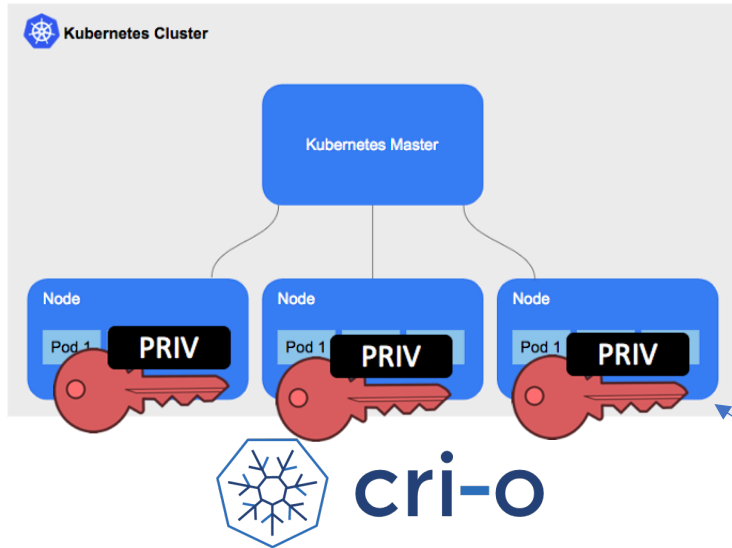 Kubernetes Cluster
Kubernetes Master
Node
Pod 1
PRIV
Node
Pod 1
PRIV
Node
Pod 1
PRIV
cri-o